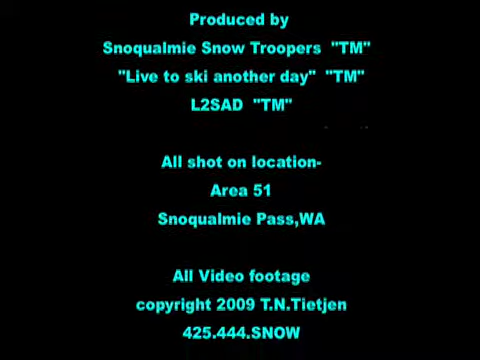 Produced by
Snoqualmie Snow Troopers "TM"
"Live to ski another day" "TM"
L2SAD "TM"
All shot on location-
Area 51
Snoqualmie Pass,WA
All Video footage
copyright 2009 T.N.Tietjen
425.444.SNOW